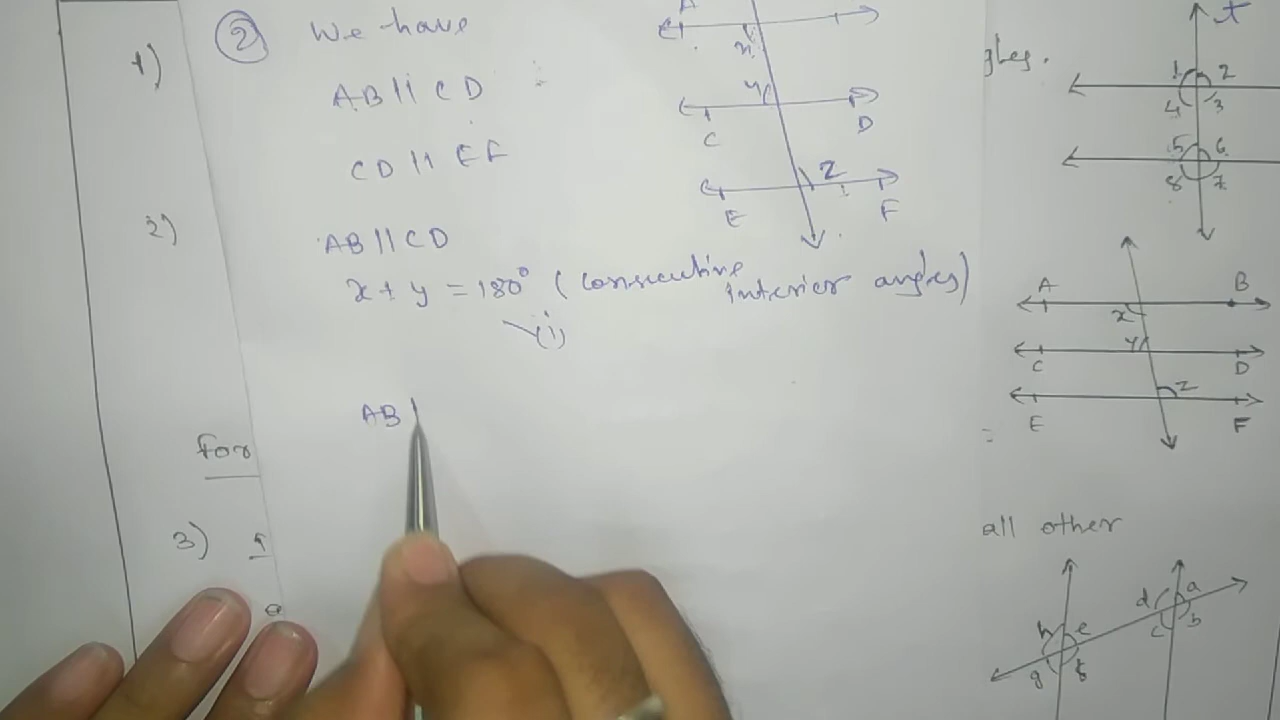 1)
② We have
AB || CD
CD || EF
2)
AB || CD
x + y = 180° (consecutive interior angles)
(i)
AB |
for
3)
A
x
y
C
D
z
E
F
gles.
t
1 2
4 3
5 6
8 7
A B
x
y
C D
z
E F
=
all other
d a
c b
h e
g f